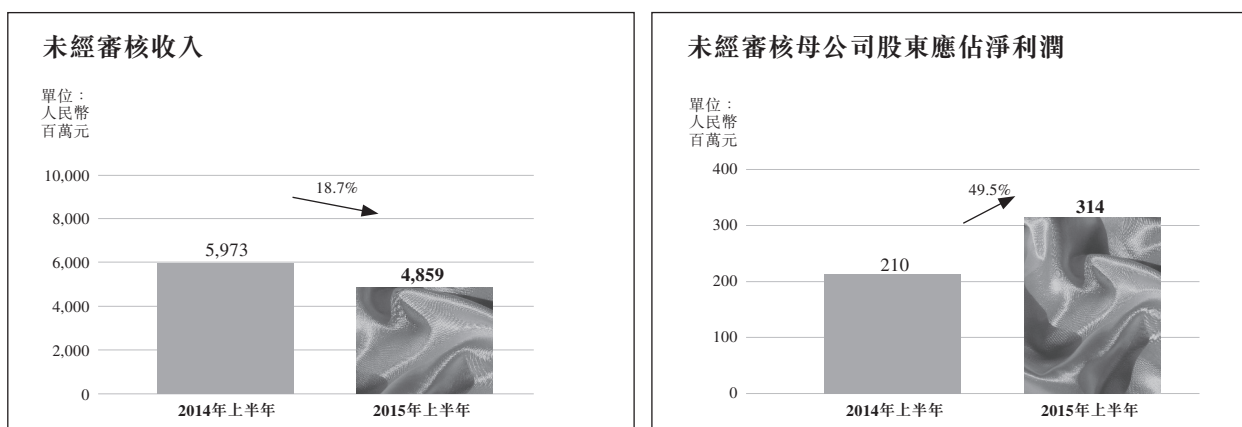 未經審核收入
單位：
人民幣
百萬元
10,000
8,000
6,000
4,000
2,000
0
18.7%
5,973
4,859
2014年上半年
2015年上半年
未經審核母公司股東應佔淨利潤
單位：
人民幣
百萬元
400
300
200
100
0
49.5%
210
314
2014年上半年
2015年上半年